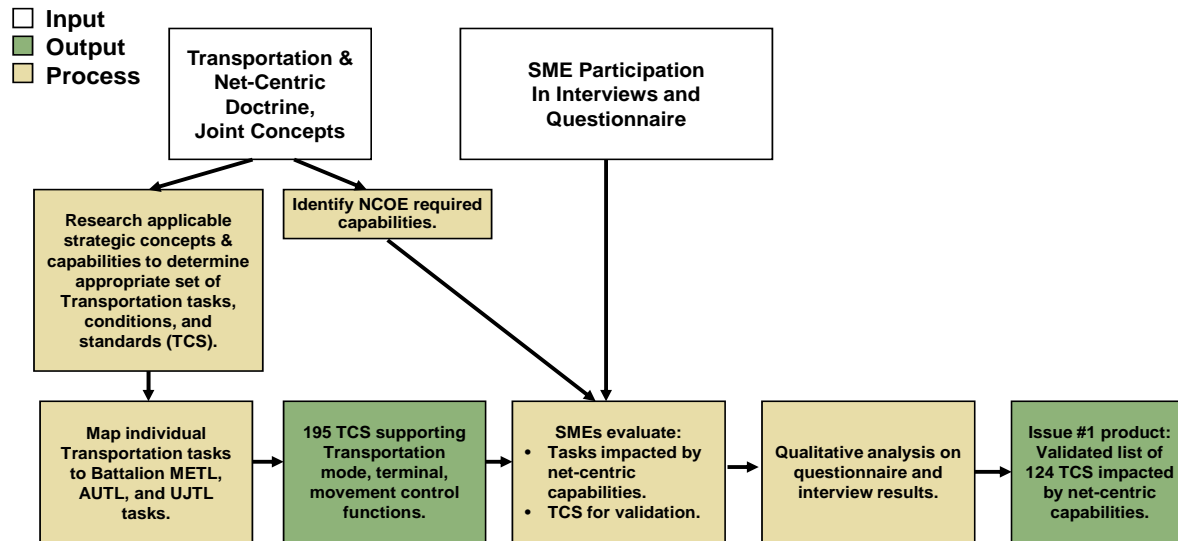 Input
Output
Process
Transportation &
Net-Centric
Doctrine,
Joint Concepts
SME Participation
In Interviews and
Questionnaire
Research applicable
strategic concepts &
capabilities to determine
appropriate set of
Transportation tasks,
conditions, and
standards (TCS).
Identify NCOE required
capabilities.
Map individual
Transportation tasks
to Battalion METL,
AUTL, and UJTL
tasks.
195 TCS supporting
Transportation
mode, terminal,
movement control
functions.
SMEs evaluate:
• Tasks impacted by
net-centric
capabilities.
• TCS for validation.
Qualitative analysis on
questionnaire and
interview results.
Issue #1 product:
Validated list of
124 TCS impacted
by net-centric
capabilities.